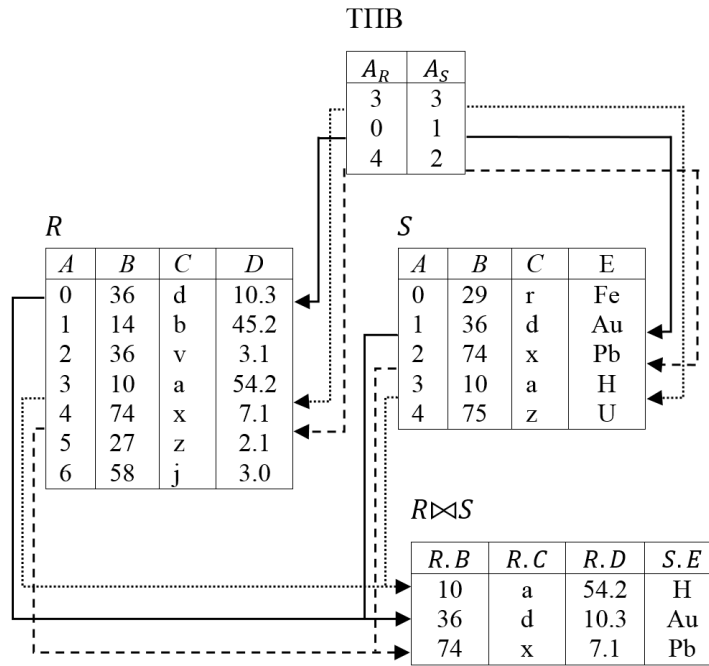 ТПВ
A_R A_S
3 3
0 1
4 2
R
A B C D
0 36 d 10.3
1 14 b 45.2
2 36 v 3.1
3 10 a 54.2
4 74 x 7.1
5 27 z 2.1
6 58 j 3.0
S
A B C E
0 29 r Fe
1 36 d Au
2 74 x Pb
3 10 a H
4 75 z U
R⋈S
R.B R.C R.D S.E
10 a 54.2 H
36 d 10.3 Au
74 x 7.1 Pb